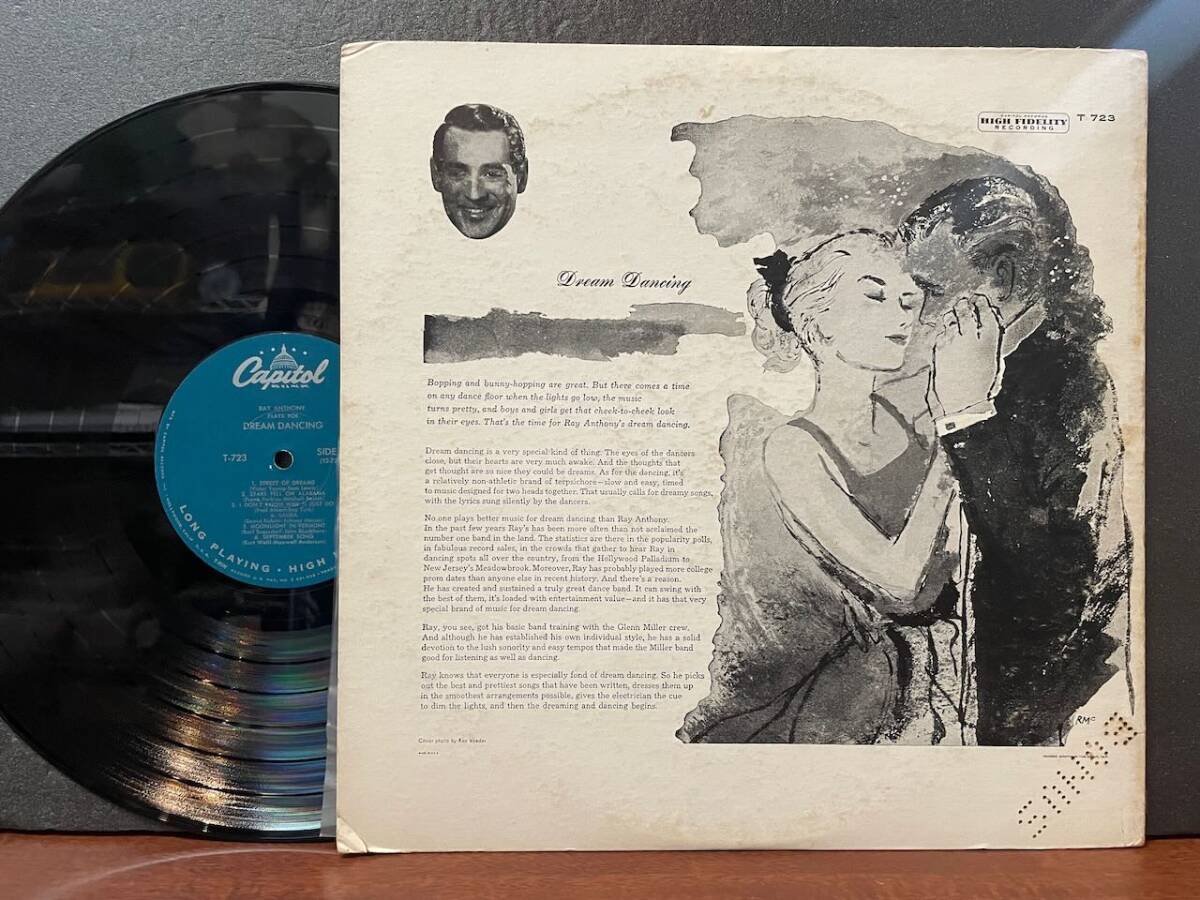 Capitol
RAY ANTHONY
PLAYS FOR
DREAM DANCING
T-723
SIDE
1. STREET OF DREAMS
2. STARS FELL ON ALABAMA
4. LAURA
5. MOONLIGHT IN VERMONT
6. SEPTEMBER SONG
(Kurt Weill-Maxwell Anderson)
LONG PLAYING • HIGH
HIGH FIDELITY
RECORDING
T 723
Dream Dancing
Bopping and bunny-hopping are great. But there comes a time
on any dance floor when the lights go low, the music
turns pretty, and boys and girls get that cheek-to-cheek look
in their eyes. That's the time for Ray Anthony's dream dancing.
Dream dancing is a very special kind of thing. The eyes of the dancers
close, but their hearts are very much awake. And the thoughts that
get thought are so nice they could be dreams. As for the dancing, it's
a relatively non-athletic brand of terpsichore—slow and easy, timed
to music designed for two heads together. That usually calls for dreamy songs,
with the lyrics sung silently by the dancers.
No one plays better music for dream dancing than Ray Anthony.
In the past few years Ray's has been more often than not acclaimed the
number one band in the land. The statistics are there in the popularity polls,
in fabulous record sales, in the crowds that gather to hear Ray in
dancing spots all over the country, from the Hollywood Palladium to
New Jersey's Meadowbrook. Moreover, Ray has probably played more college
prom dates than anyone else in recent history. And there's a reason.
He has created and sustained a truly great dance band. It can swing with
the best of them, it's loaded with entertainment value—and it has that very
special brand of music for dream dancing.
Ray, you see, got his basic band training with the Glenn Miller crew.
And although he has established his own individual style, he has a solid
devotion to the lush sonority and easy tempos that made the Miller band
good for listening as well as dancing.
Ray knows that everyone is especially fond of dream dancing. So he picks
out the best and prettiest songs that have been written, dresses them up
in the smoothest arrangements possible, gives the electrician the cue
to dim the lights, and then the dreaming and dancing begins.
Cover photo by Ken
RMc